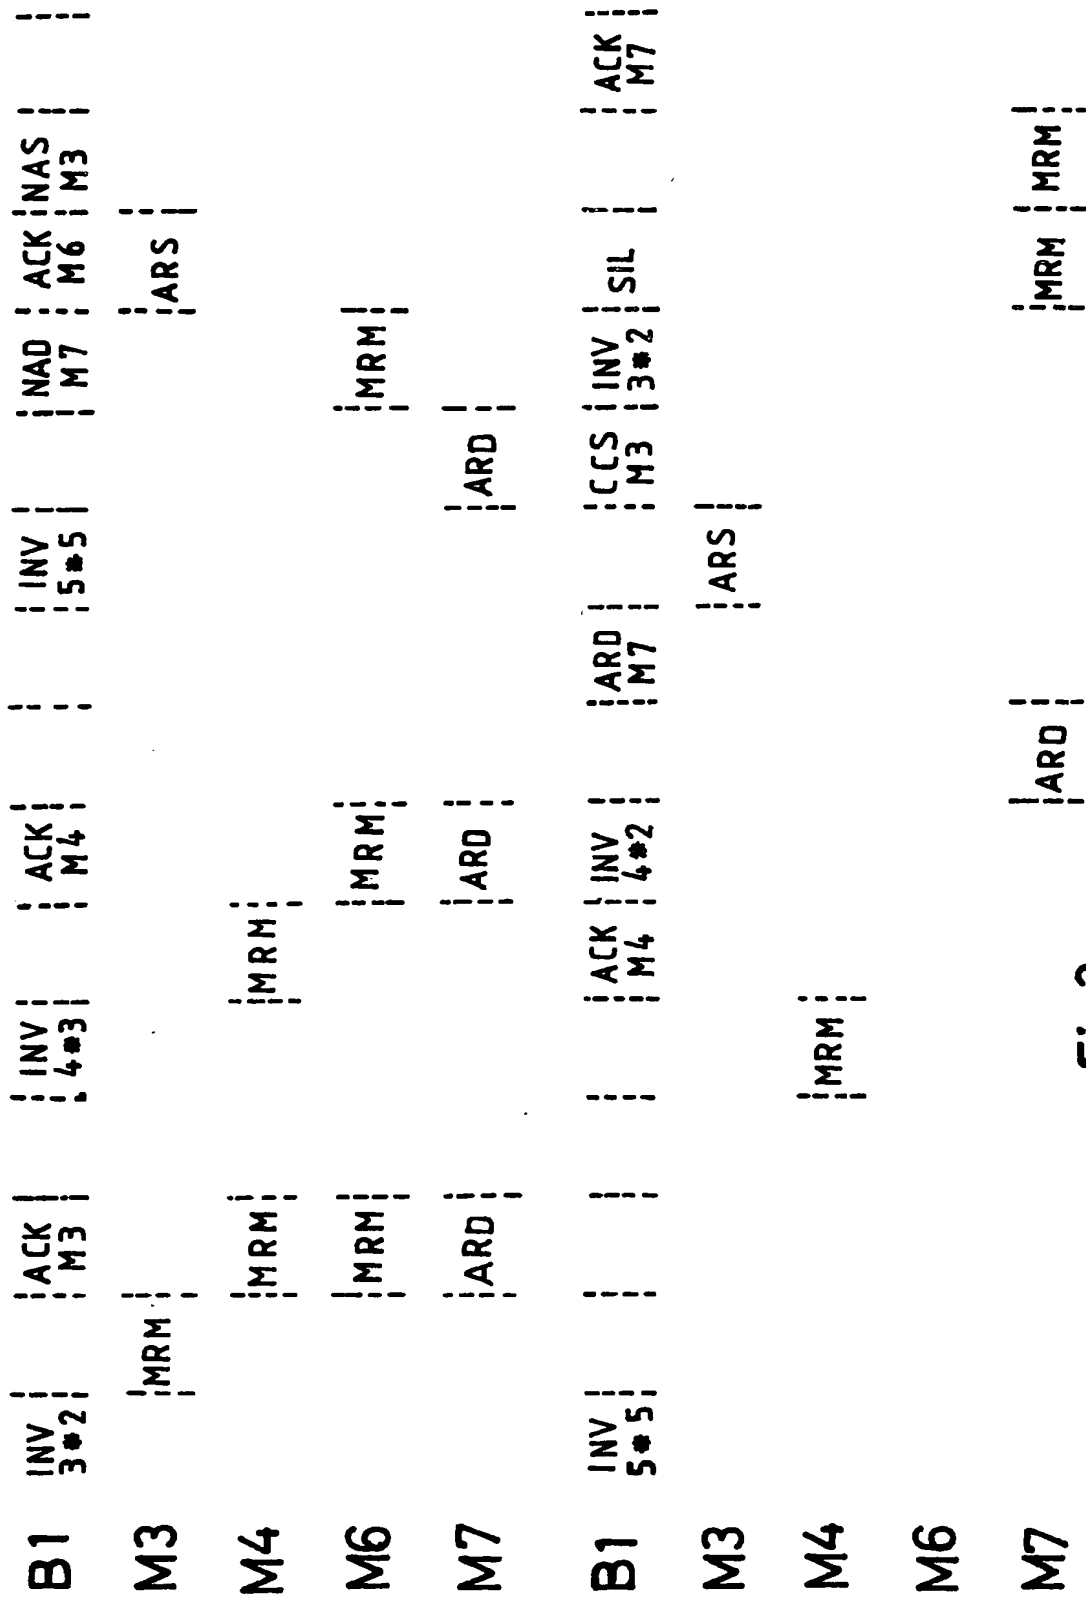 B1 INV ACK INV ACK INV NAD ACK NAS
3*2 M3 4*3 M4 5*5 M7 M6 M3
M3 MRM ARS
M4 MRM MRM
M6 MRM MRM MRM
M7 ARD ARD ARD
B1 INV ACK INV ARD CCS INV SIL ACK
5*5 M4 4*2 M7 M3 3*2 M7
M3 ARS
M4 MRM
M6
M7 ARD MRM MRM